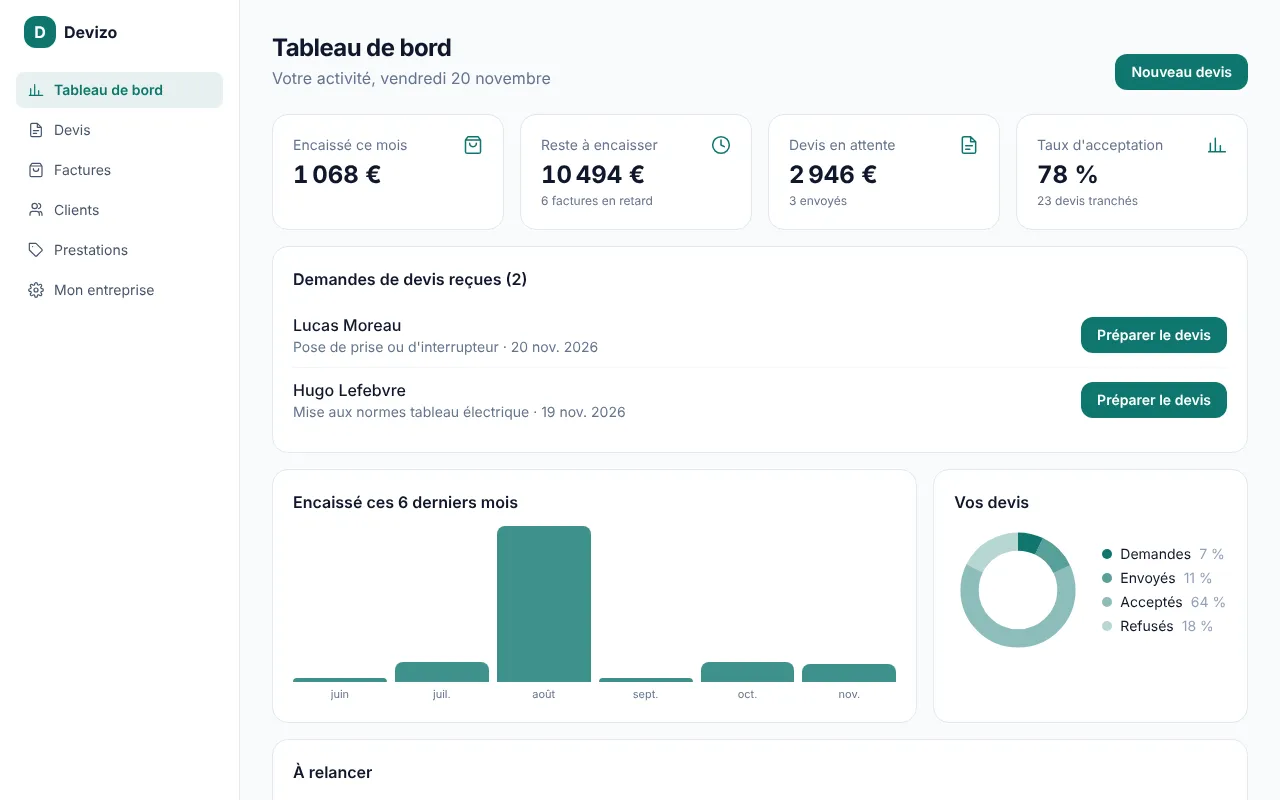 D Devizo
Tableau de bord
Devis
Factures
Clients
Prestations
Mon entreprise
Tableau de bord
Votre activité, vendredi 20 novembre
Nouveau devis
Encaissé ce mois
1 068 €
Reste à encaisser
10 494 €
6 factures en retard
Devis en attente
2 946 €
3 envoyés
Taux d'acceptation
78 %
23 devis tranchés
Demandes de devis reçues (2)
Lucas Moreau
Pose de prise ou d'interrupteur · 20 nov. 2026
Préparer le devis
Hugo Lefebvre
Mise aux normes tableau électrique · 19 nov. 2026
Préparer le devis
Encaissé ces 6 derniers mois
juin juil. août sept. oct. nov.
Vos devis
Demandes 7 %
Envoyés 11 %
Acceptés 64 %
Refusés 18 %
À relancer